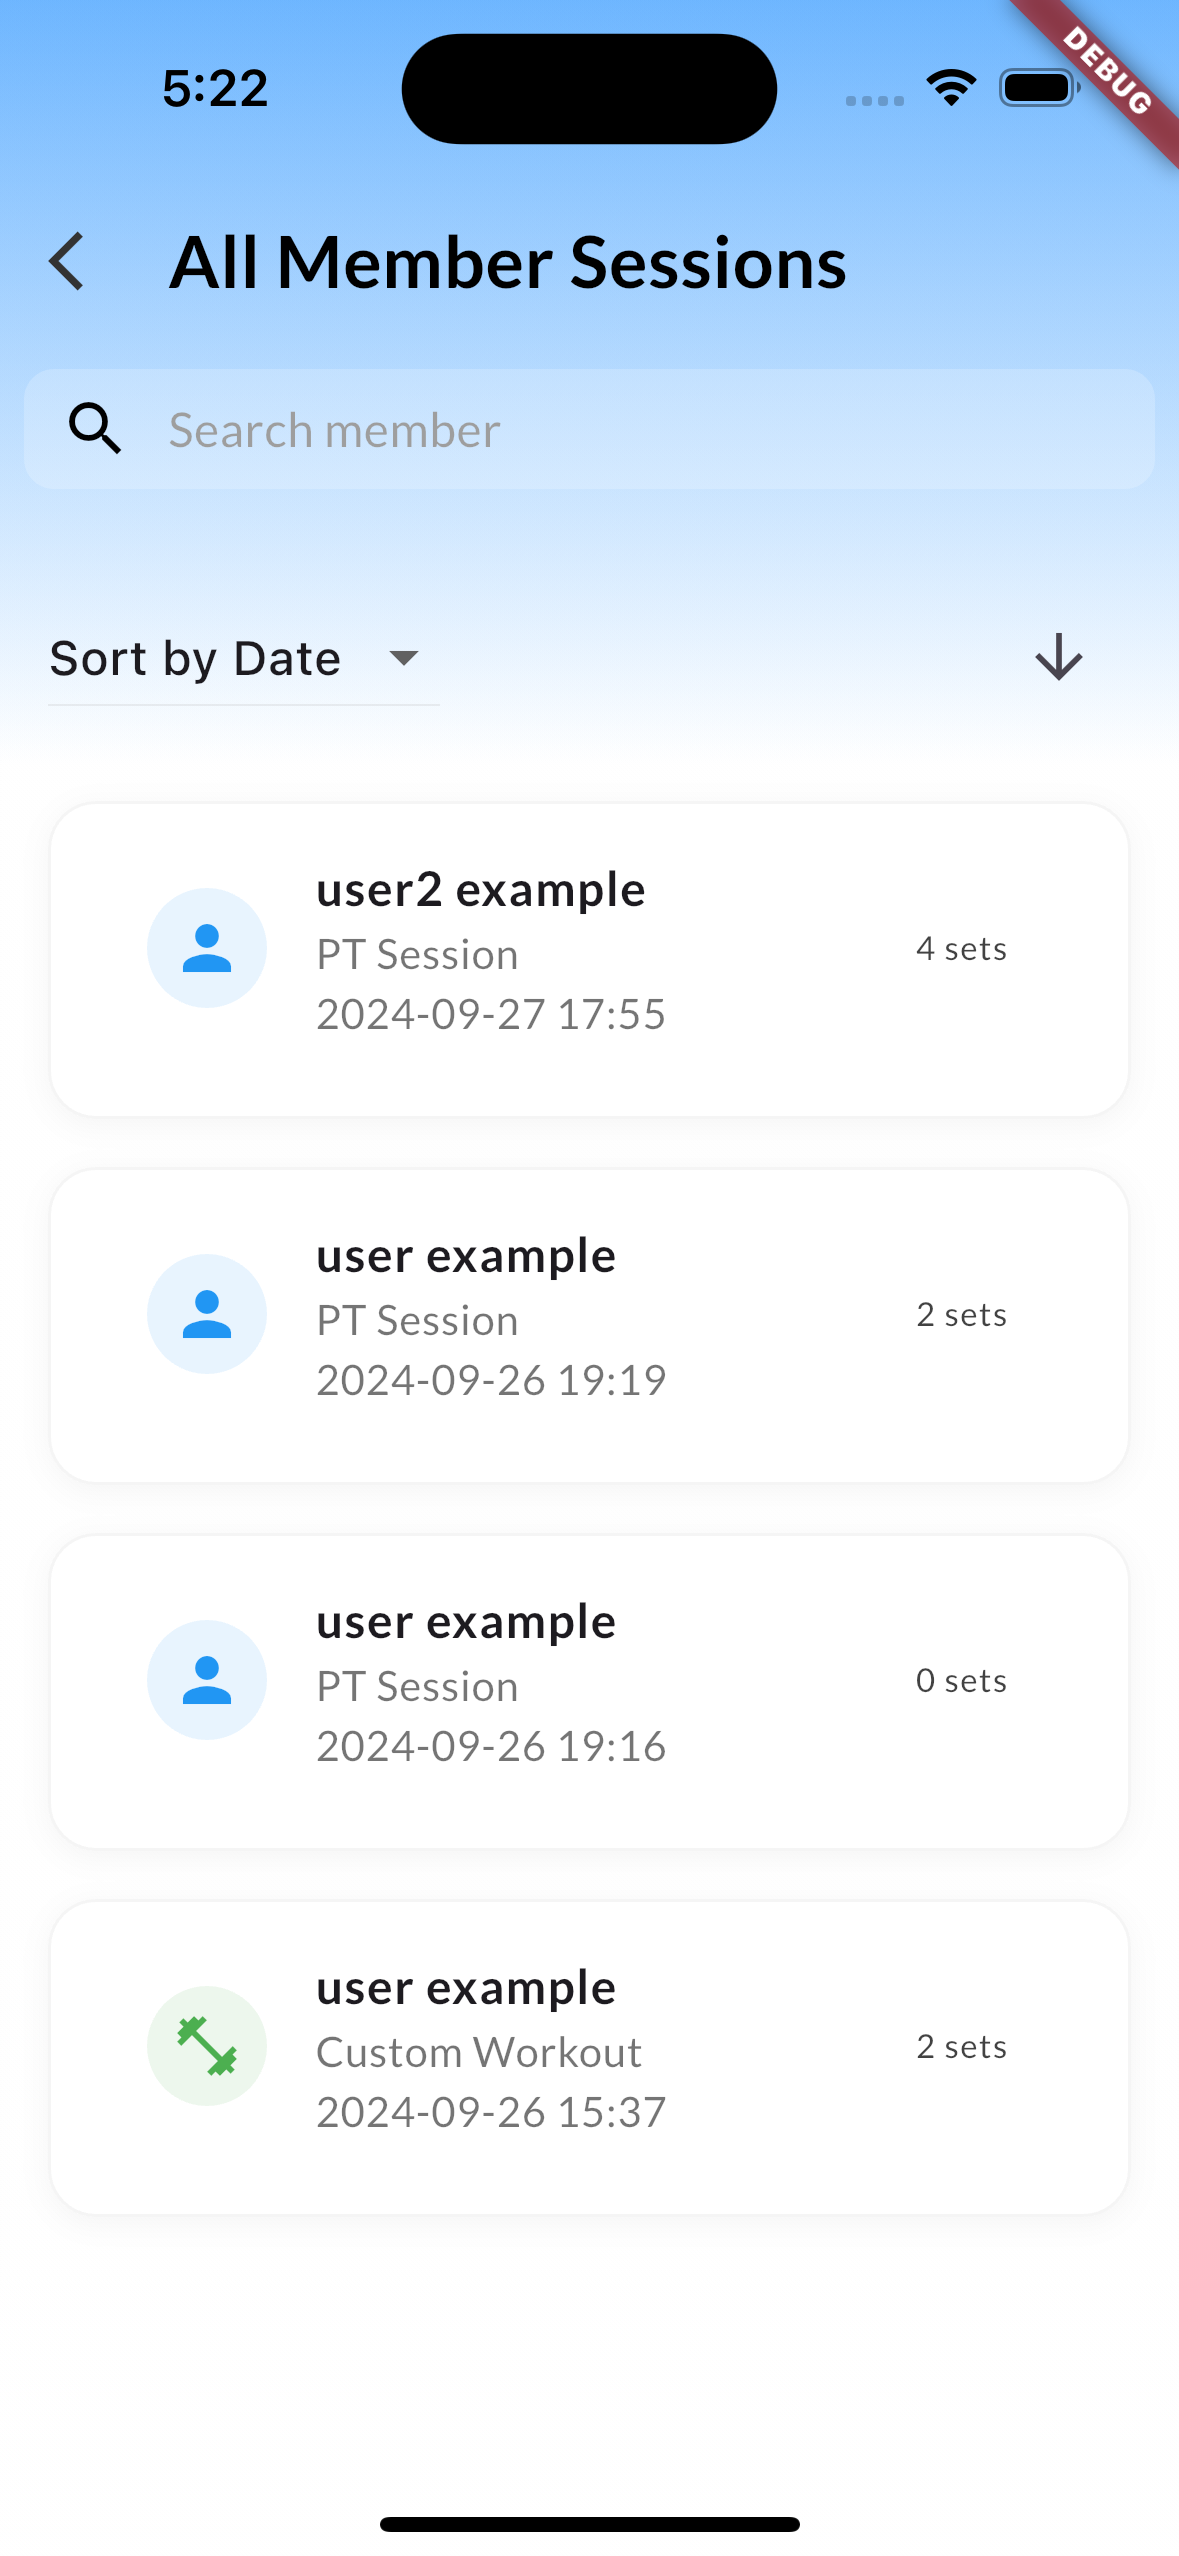 5:22
DEBUG
All Member Sessions
Search member
Sort by Date
user2 example
PT Session
4 sets
2024-09-27 17:55
user example
PT Session
2 sets
2024-09-26 19:19
user example
PT Session
0 sets
2024-09-26 19:16
user example
Custom Workout
2 sets
2024-09-26 15:37